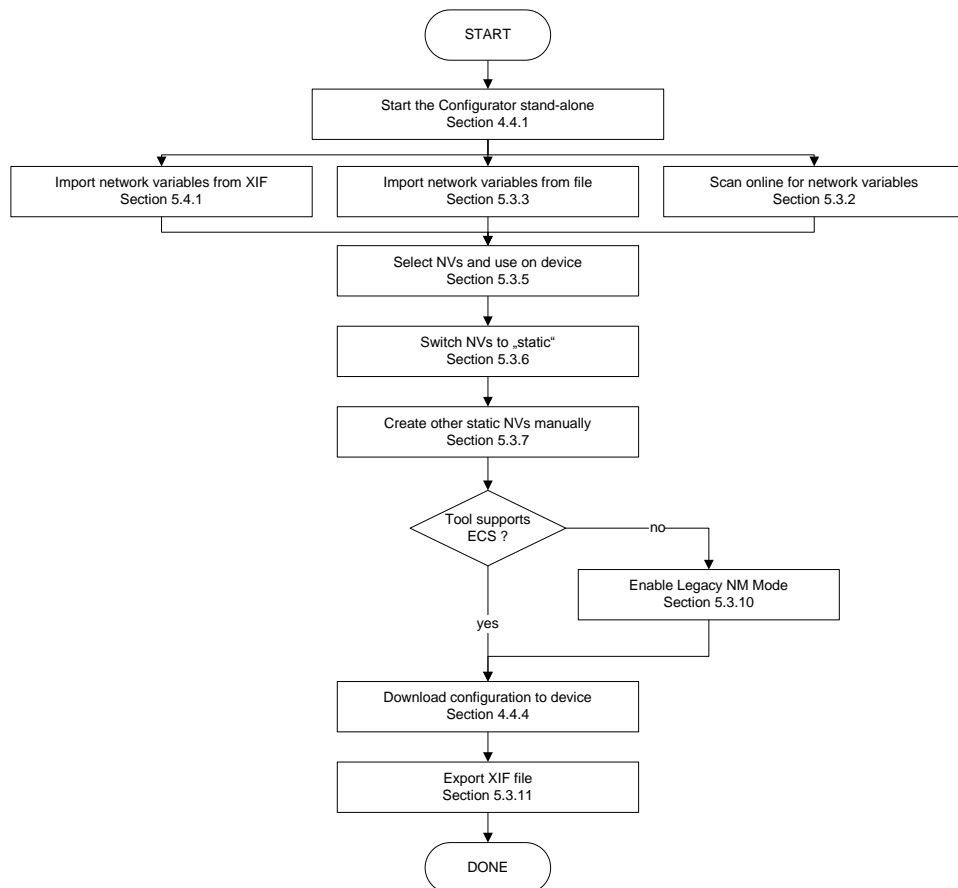 START
Start the Configurator stand-alone
Section 4.4.1
Import network variables from XIF
Section 5.4.1
Import network variables from file
Section 5.3.3
Scan online for network variables
Section 5.3.2
Select NVs and use on device
Section 5.3.5
Switch NVs to „static“
Section 5.3.6
Create other static NVs manually
Section 5.3.7
Tool supports
ECS ?
no
Enable Legacy NM Mode
Section 5.3.10
yes
Download configuration to device
Section 4.4.4
Export XIF file
Section 5.3.11
DONE